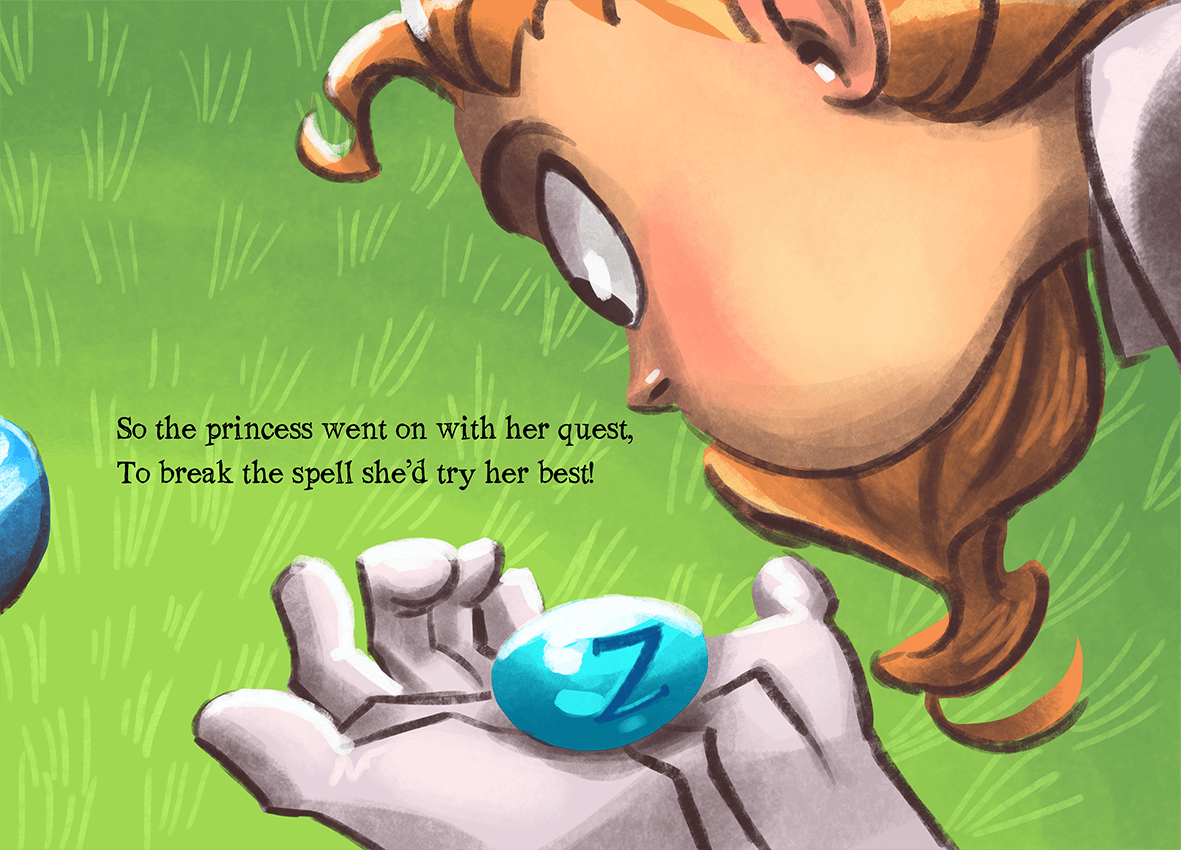 So the princess went on with her quest,
To break the spell she'd try her best!
Z